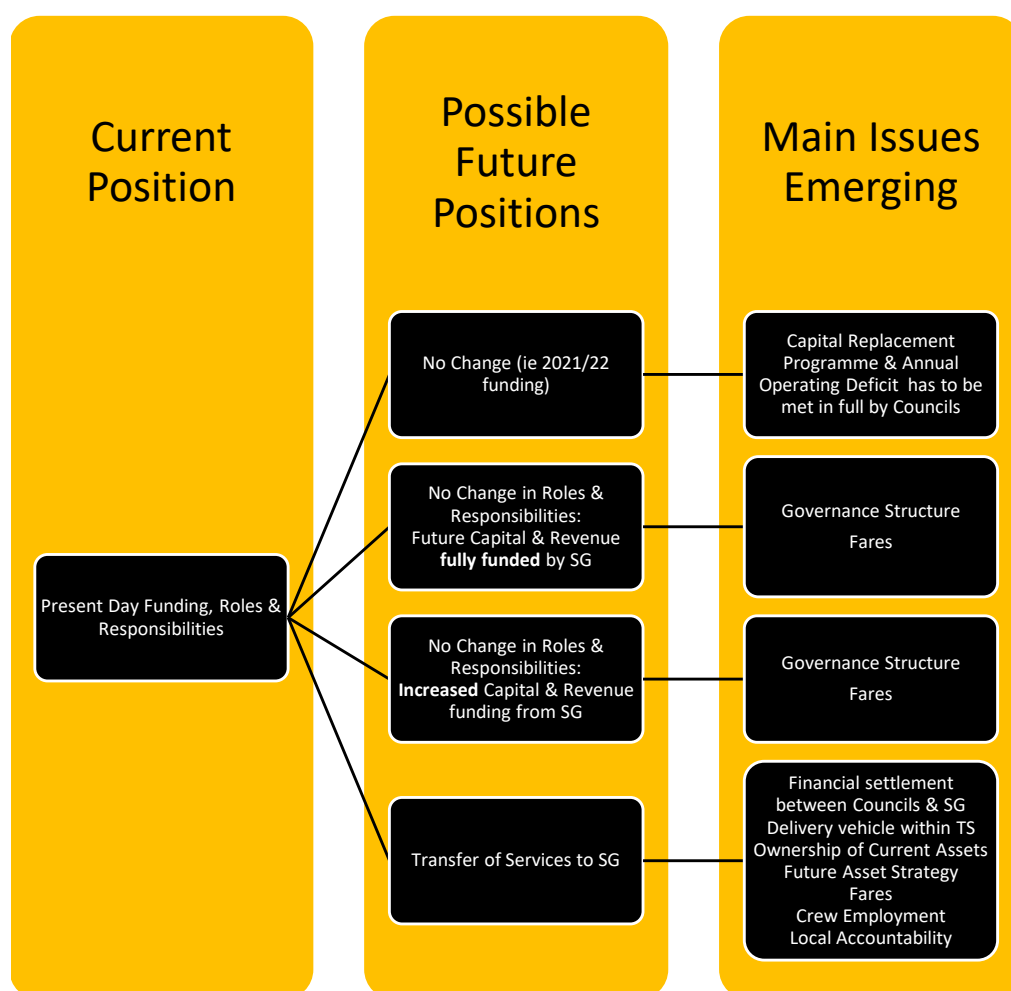 Current
Position
Possible
Future
Positions
Main Issues
Emerging
Present Day Funding, Roles &
Responsibilities
No Change (ie 2021/22
funding)
Capital Replacement
Programme & Annual
Operating Deficit has to be
met in full by Councils
No Change in Roles &
Responsibilities:
Future Capital & Revenue
fully funded by SG
Governance Structure
Fares
No Change in Roles &
Responsibilities:
Increased Capital & Revenue
funding from SG
Governance Structure
Fares
Transfer of Services to SG
Financial settlement
between Councils & SG
Delivery vehicle within TS
Ownership of Current Assets
Future Asset Strategy
Fares
Crew Employment
Local Accountability